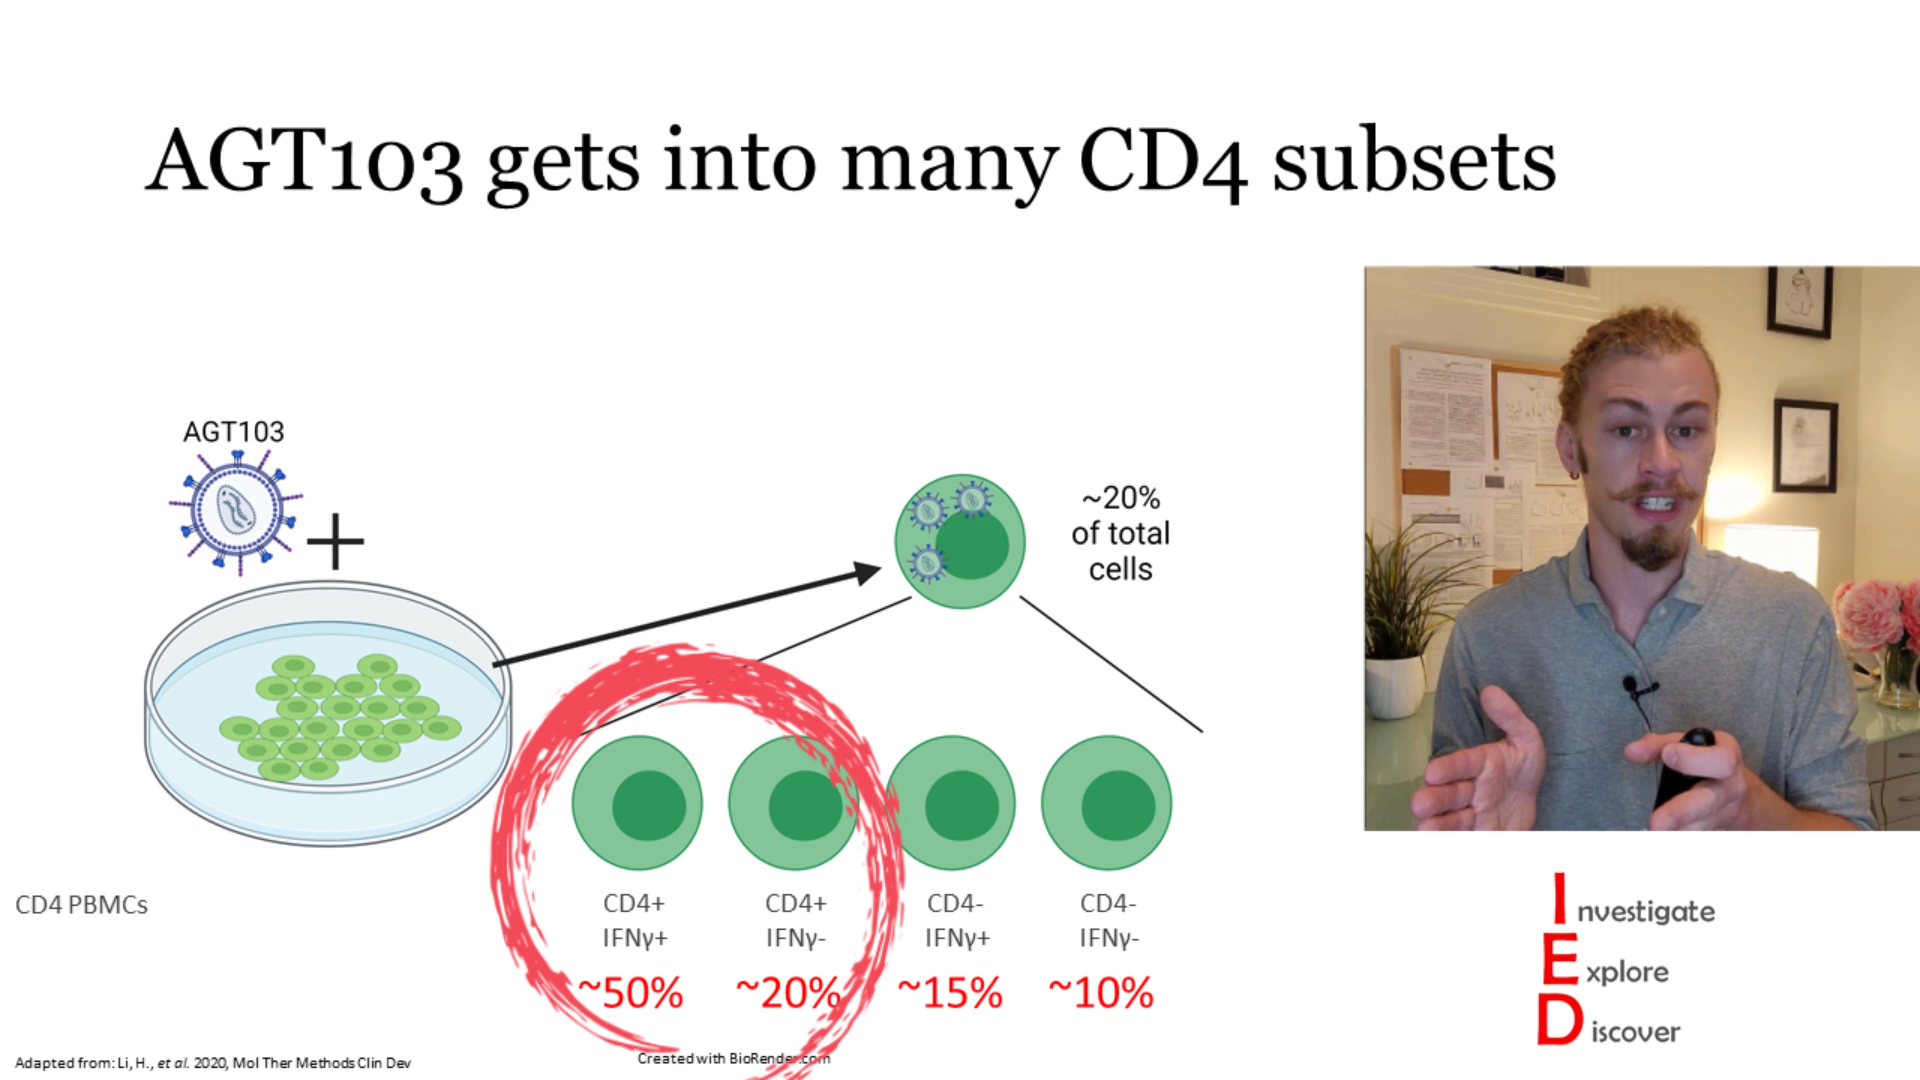 AGT103 gets into many CD4 subsets
AGT103
~20%
of total
cells
CD4 PBMCs
CD4+
IFNγ+
~50%
CD4+
IFNγ-
~20%
CD4-
IFNγ+
~15%
CD4-
IFNγ-
~10%
Investigate
Explore
Discover
Adapted from: Li, H., et al. 2020, Mol Ther Methods Clin Dev
Created with BioRender.com